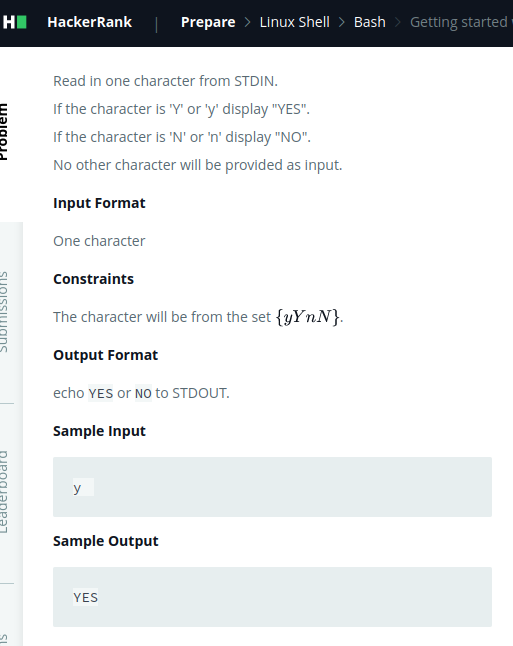 HackerRank | Prepare > Linux Shell > Bash > Getting started
Problem
Submissions
Leaderboard
Read in one character from STDIN.
If the character is 'Y' or 'y' display "YES".
If the character is 'N' or 'n' display "NO".
No other character will be provided as input.
Input Format
One character
Constraints
The character will be from the set {yYnN}.
Output Format
echo YES or NO to STDOUT.
Sample Input
y
Sample Output
YES